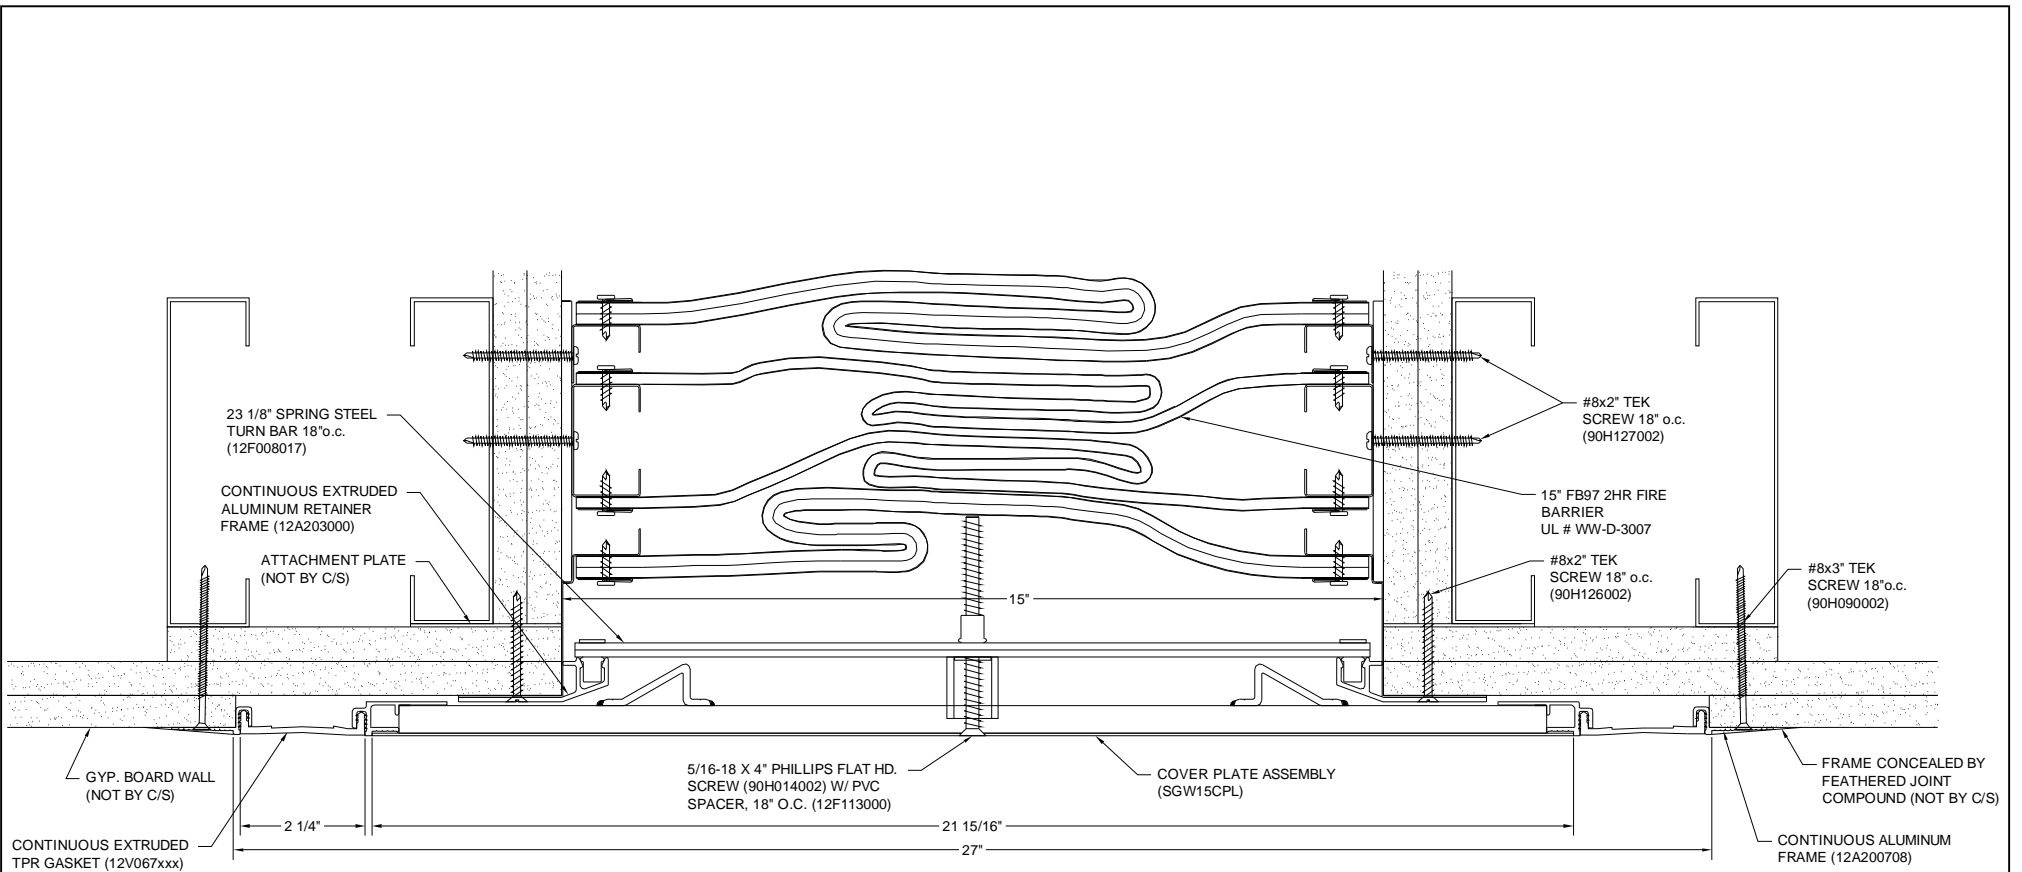 23 1/8" SPRING STEEL
TURN BAR 18"o.c.
(12F008017)
CONTINUOUS EXTRUDED
ALUMINUM RETAINER
FRAME (12A203000)
ATTACHMENT PLATE
(NOT BY C/S)
#8x2" TEK
SCREW 18" o.c.
(90H127002)
15" FB97 2HR FIRE
BARRIER
UL # WW-D-3007
#8x2" TEK
SCREW 18" o.c.
(90H126002)
#8x3" TEK
SCREW 18"o.c.
(90H090002)
15"
GYP. BOARD WALL
(NOT BY C/S)
5/16-18 X 4" PHILLIPS FLAT HD.
SCREW (90H014002) W/ PVC
SPACER, 18" O.C. (12F113000)
COVER PLATE ASSEMBLY
(SGW15CPL)
FRAME CONCEALED BY
FEATHERED JOINT
COMPOUND (NOT BY C/S)
2 1/4"
21 15/16"
CONTINUOUS EXTRUDED
TPR GASKET (12V067xxx)
27"
CONTINUOUS ALUMINUM
FRAME (12A200708)